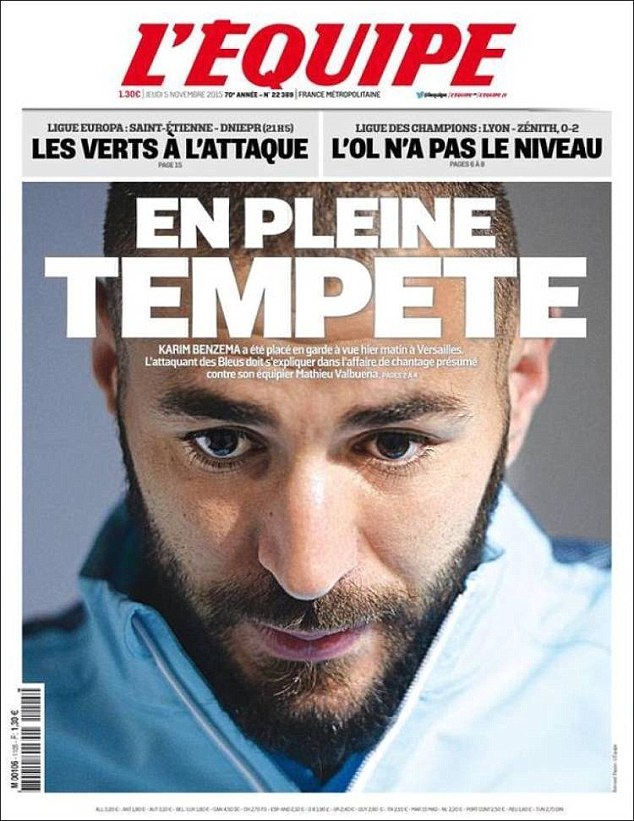 L'ÉQUIPE
1.30€ | JEUDI 5 NOVEMBRE 2015 70e ANNÉE - N° 22 389 | FRANCE MÉTROPOLITAINE
@lequipe
LIGUE EUROPA : SAINT-ÉTIENNE - DNIEPR (21H5)
LES VERTS À L'ATTAQUE
PAGE 15
LIGUE DES CHAMPIONS : LYON - ZÉNITH, 0-2
L'OL N'A PAS LE NIVEAU
PAGES 6 À 8
EN PLEINE
TEMPETE
KARIM BENZEMA a été placé en garde à vue hier matin à Versailles.
L'attaquant des Bleus doit s'expliquer dans l'affaire de chantage présumé
contre son équipier Mathieu Valbuena. PAGES 2 À 4